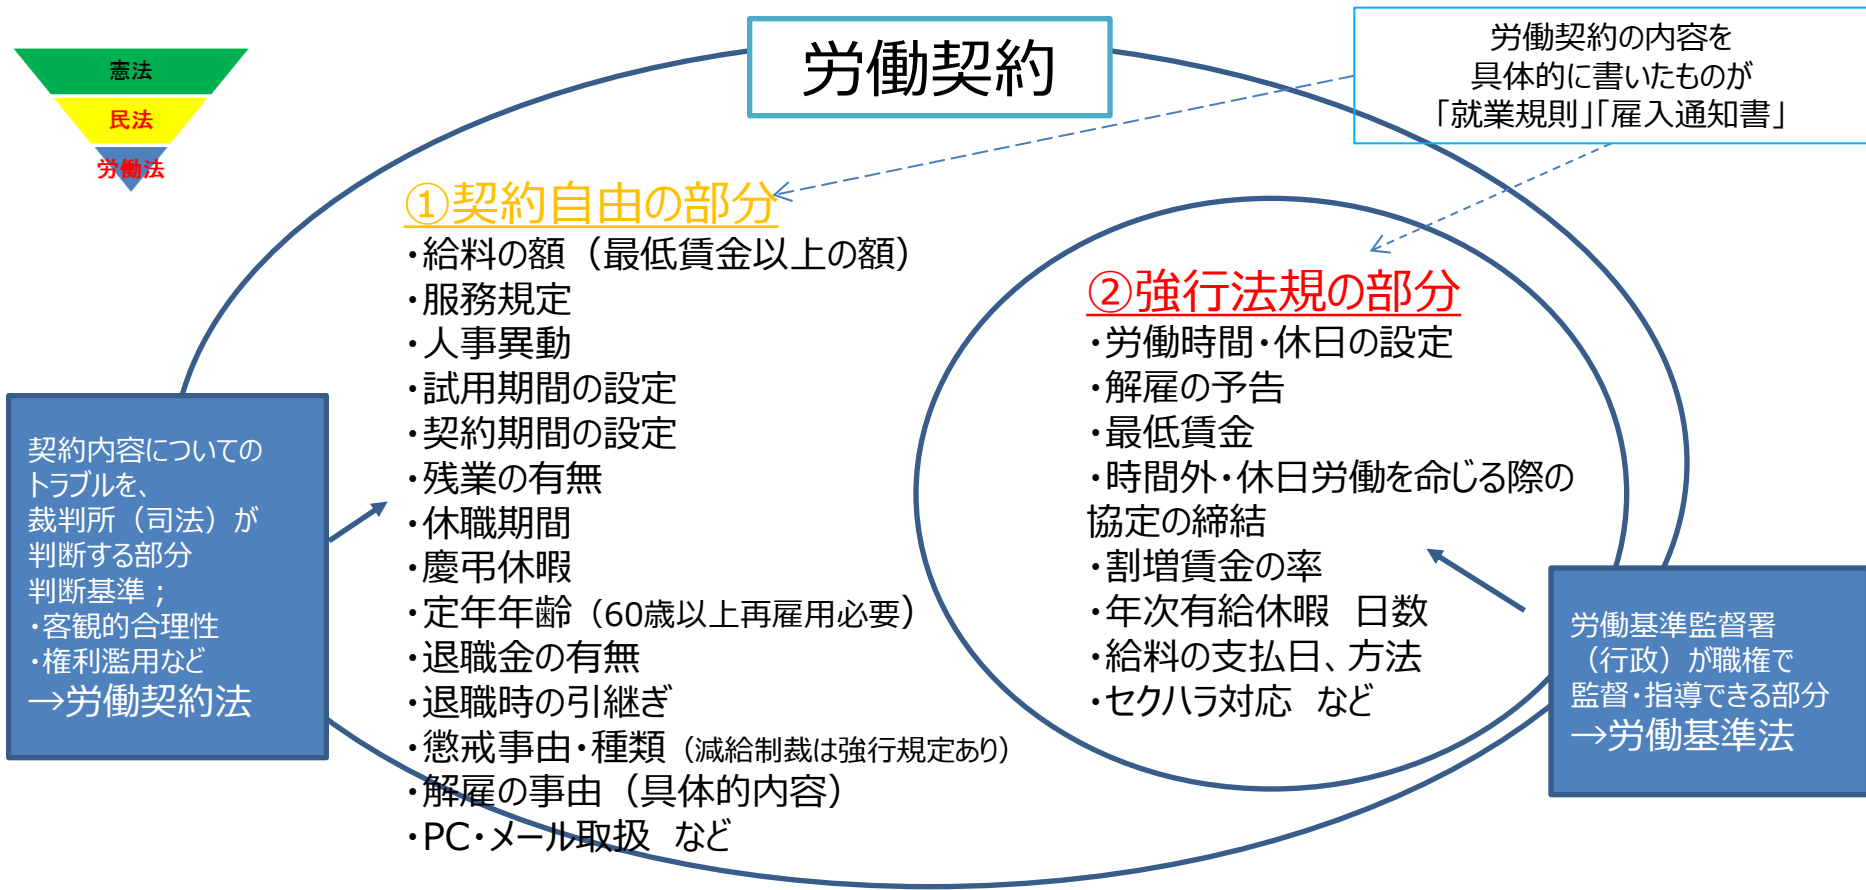 労働契約
労働契約の内容を
具体的に書いたものが
「就業規則」「雇入通知書」
憲法
民法
労働法
①契約自由の部分
・給料の額（最低賃金以上の額）
・服務規定
・人事異動
・試用期間の設定
・契約期間の設定
・残業の有無
・休職期間
・慶弔休暇
・定年年齢（60歳以上再雇用必要）
・退職金の有無
・退職時の引継ぎ
・懲戒事由・種類（減給制裁は強行規定あり）
・解雇の事由（具体的内容）
・PC・メール取扱 など
②強行法規の部分
・労働時間・休日の設定
・解雇の予告
・最低賃金
・時間外・休日労働を命じる際の
協定の締結
・割増賃金の率
・年次有給休暇 日数
・給料の支払日、方法
・セクハラ対応 など
契約内容についての
トラブルを、
裁判所（司法）が
判断する部分
判断基準；
・客観的合理性
・権利濫用など
→労働契約法
労働基準監督署
（行政）が職権で
監督・指導できる部分
→労働基準法